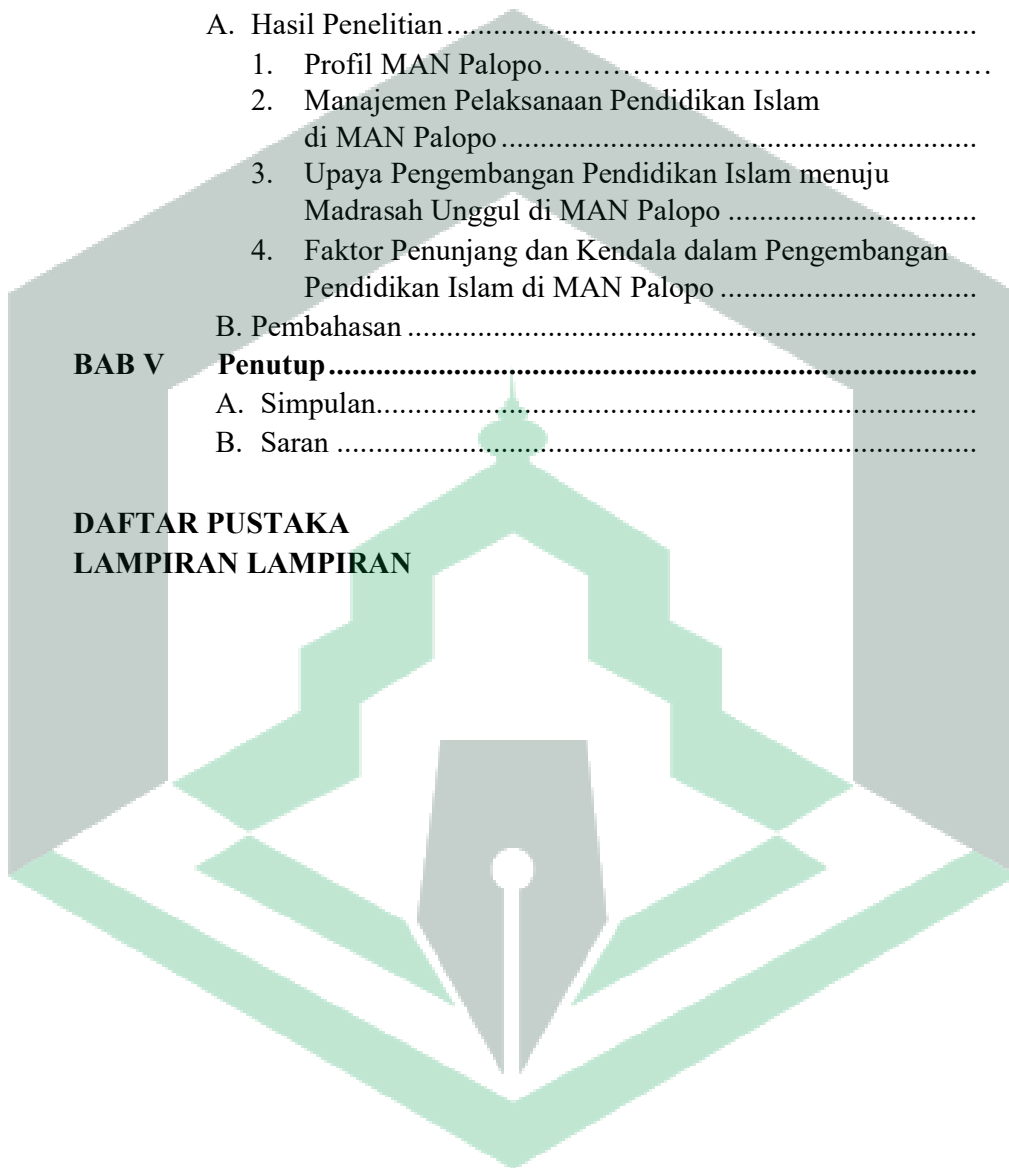 A. Hasil Penelitian....................................................................
1. Profil MAN Palopo………………………………………
2. Manajemen Pelaksanaan Pendidikan Islam
di MAN Palopo.............................................................
3. Upaya Pengembangan Pendidikan Islam menuju
Madrasah Unggul di MAN Palopo ................................
4. Faktor Penunjang dan Kendala dalam Pengembangan
Pendidikan Islam di MAN Palopo .................................
B. Pembahasan .........................................................................
BAB V Penutup...................................................................................
A. Simpulan.............................................................................
B. Saran ..................................................................................
DAFTAR PUSTAKA
LAMPIRAN LAMPIRAN